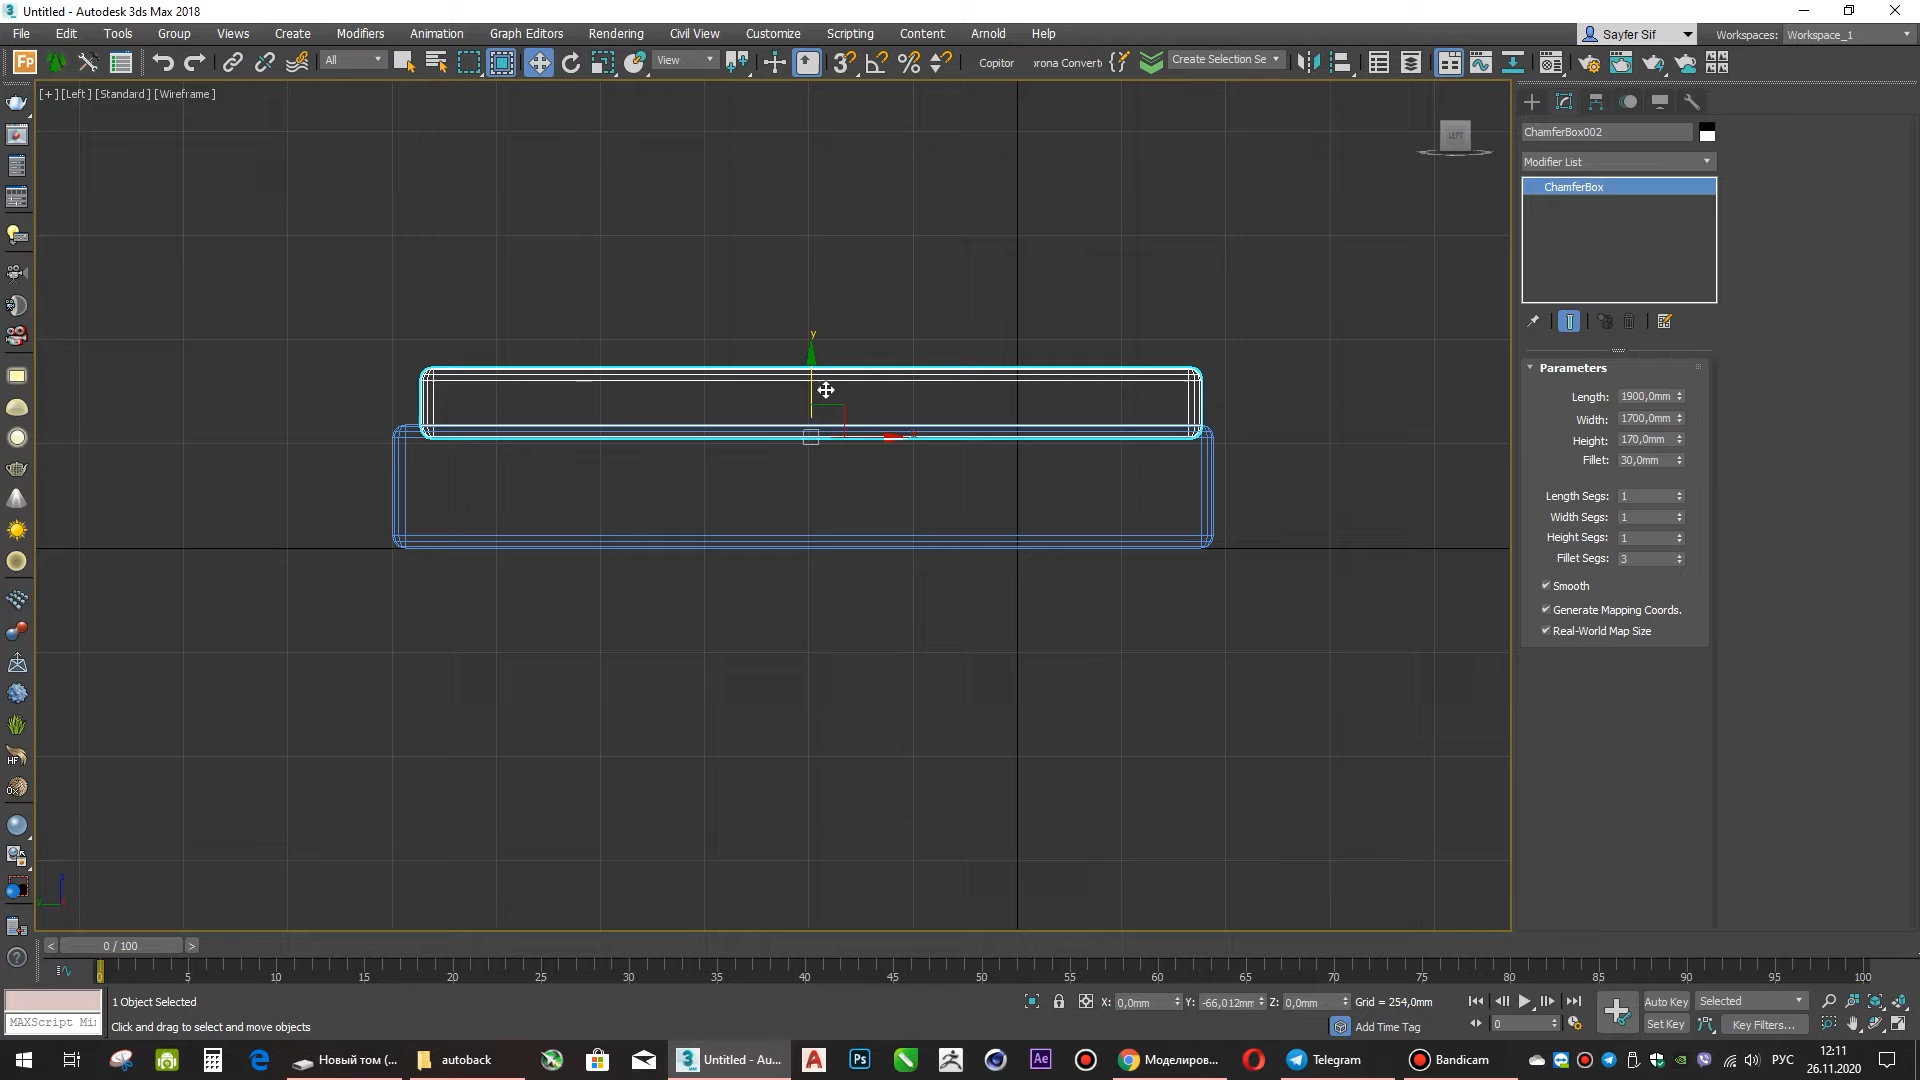 Untitled - Autodesk 3ds Max 2018
File Edit Tools Group Views Create Modifiers Animation Graph Editors Rendering Civil View Customize Scripting Content Arnold Help
Sayfer Sif
Workspaces: Workspace_1
All
View
Copitor
orona Converti
Create Selection Se
[+] [Left] [Standard] [Wireframe]
LEFT
ChamferBox002
Modifier List
ChamferBox
Parameters
Length: 1900,0mm
Width: 1700,0mm
Height: 170,0mm
Fillet: 30,0mm
Length Segs: 1
Width Segs: 1
Height Segs: 1
Fillet Segs: 3
Smooth
Generate Mapping Coords.
Real-World Map Size
y
0 / 100
0 5 10 15 20 25 30 35 40 45 50 55 60 65 70 75 80 85 90 95 100
1 Object Selected
X: 0,0mm Y: -66,012mm Z: 0,0mm Grid = 254,0mm
Auto Key
Selected
MAXScript Mi
Click and drag to select and move objects
Add Time Tag
0
Set Key
Key Filters...
Новый том (...
autoback
Untitled - Au...
Моделиров...
Telegram
Bandicam
РУС
12:11
26.11.2020